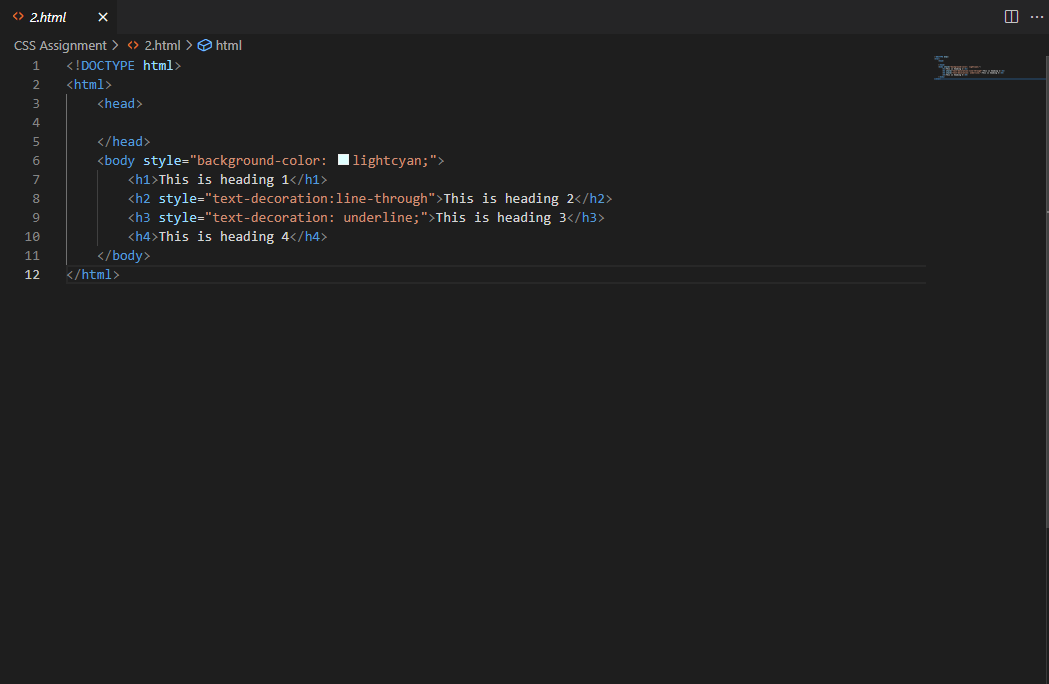 2.html
CSS Assignment > 2.html > html
1 <!DOCTYPE html>
2 <html>
3     <head>
4
5     </head>
6     <body style="background-color: lightcyan;">
7         <h1>This is heading 1</h1>
8         <h2 style="text-decoration:line-through">This is heading 2</h2>
9         <h3 style="text-decoration: underline;">This is heading 3</h3>
10         <h4>This is heading 4</h4>
11     </body>
12 </html>